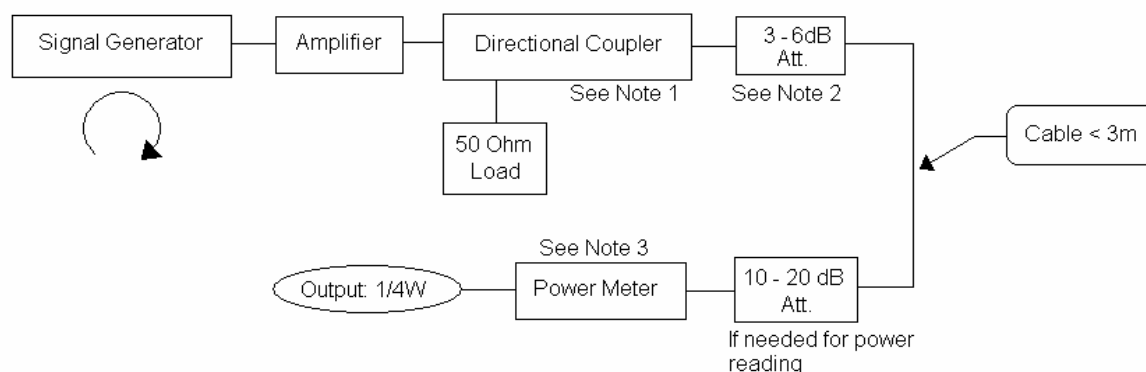 Signal Generator
Amplifier
Directional Coupler
3 - 6dB
Att.
See Note 1
See Note 2
50 Ohm
Load
Cable < 3m
See Note 3
Output: 1/4W
Power Meter
10 - 20 dB
Att.
If needed for power
reading